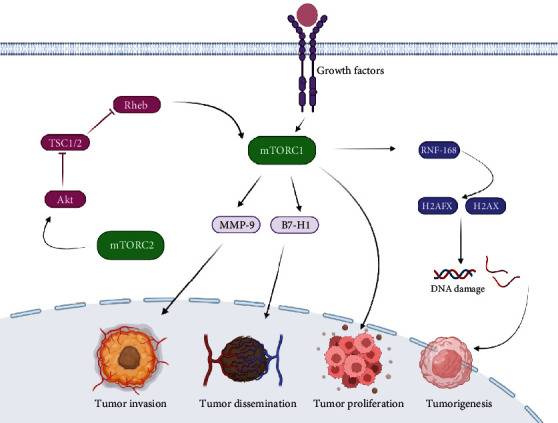 Growth factors
Rheb
TSC1/2
mTORC1
RNF-168
Akt
H2AFX
H2AX
MMP-9
B7-H1
mTORC2
DNA damage
Tumor invasion
Tumor dissemination
Tumor proliferation
Tumorigenesis